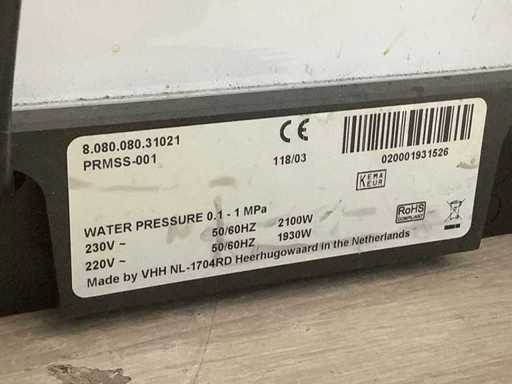 8.080.080.31021
PRMSS-001
CE
118/03
020001931526
KEMA
KEUR
WATER PRESSURE 0.1 - 1 MPa
230V ~ 50/60HZ 2100W
220V ~ 50/60HZ 1930W
RoHS
COMPLIANT
Made by VHH NL-1704RD Heerhugowaard in the Netherlands